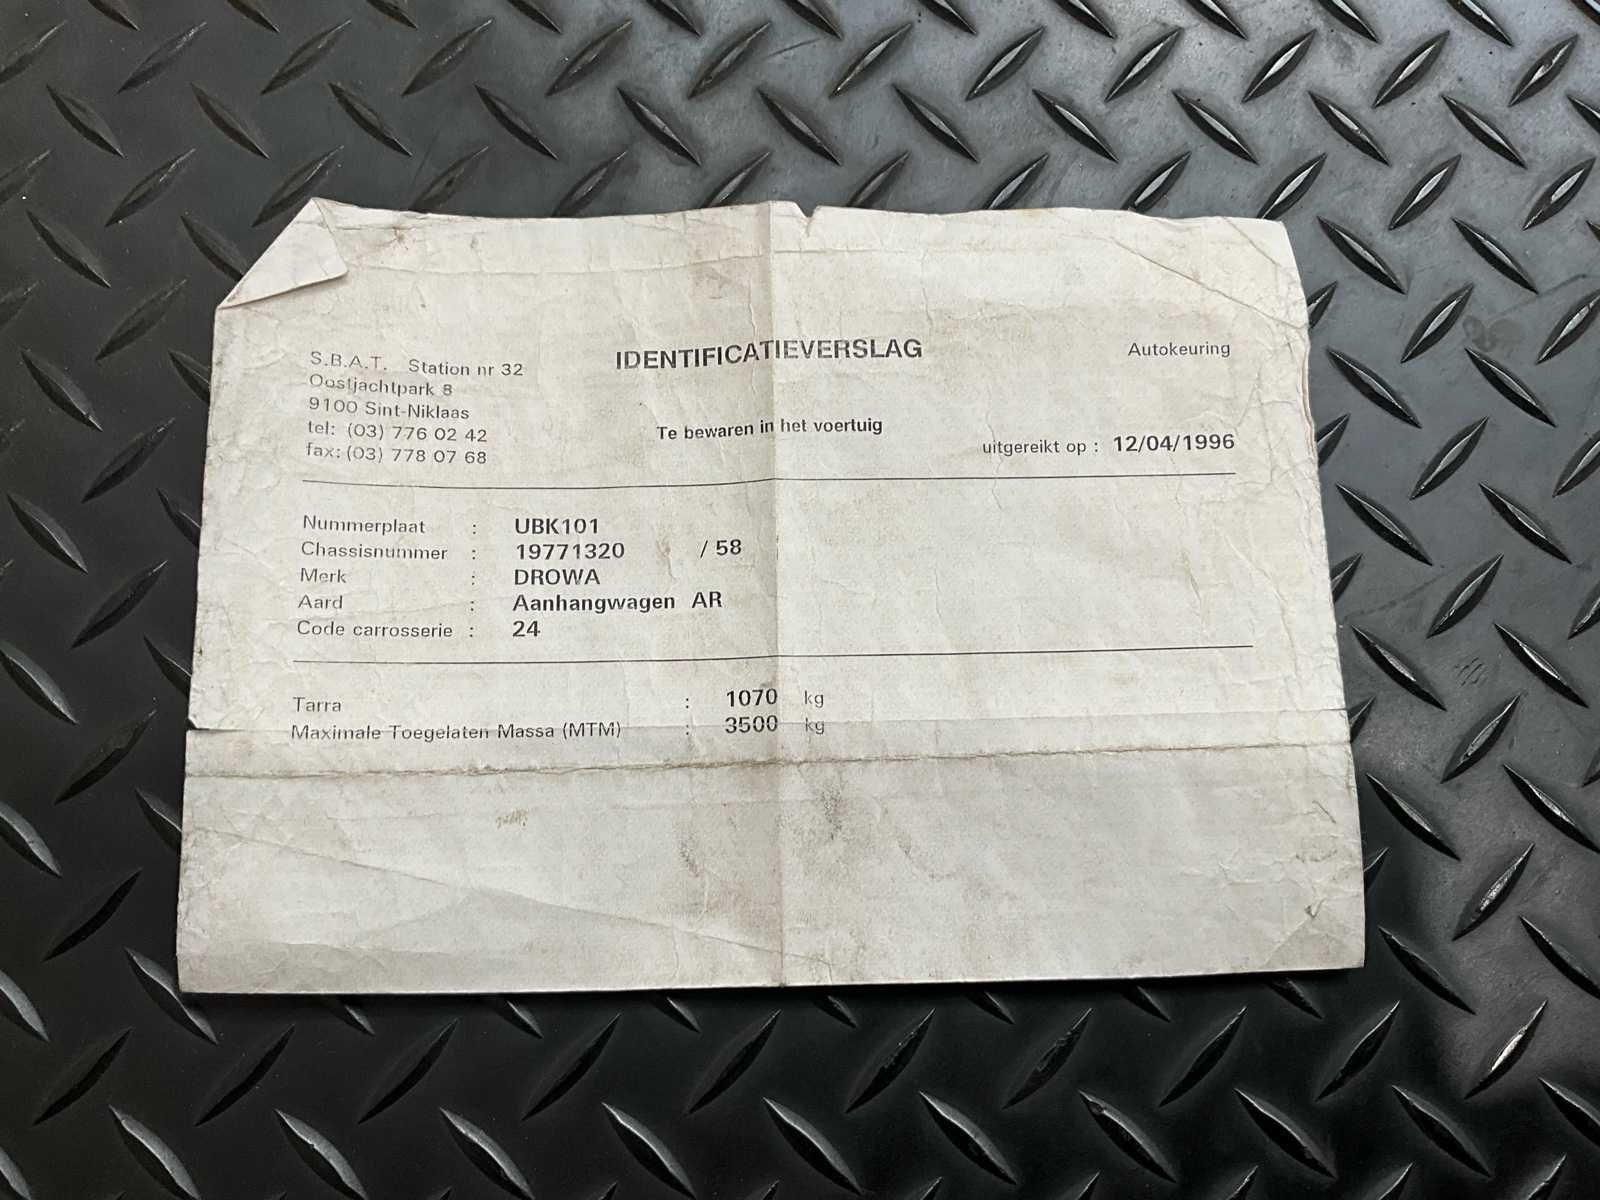 S.B.A.T. Station nr 32
Oostjachtpark 8
9100 Sint-Niklaas
tel: (03) 776 02 42
fax: (03) 778 07 68
IDENTIFICATIEVERSLAG
Te bewaren in het voertuig
Autokeuring
uitgereikt op : 12/04/1996
Nummerplaat : UBK101
Chassisnummer : 19771320 / 58
Merk : DROWA
Aard : Aanhangwagen AR
Code carrosserie : 24
Tarra : 1070 kg
Maximale Toegelaten Massa (MTM) : 3500 kg